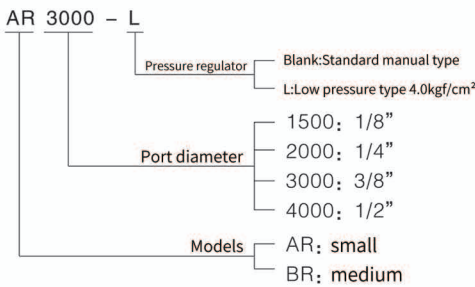 AR 3000 - L
Pressure regulator
Blank:Standard manual type
L:Low pressure type 4.0kgf/cm²
Port diameter
1500: 1/8”
2000: 1/4”
3000: 3/8”
4000: 1/2”
Models
AR: small
BR: medium